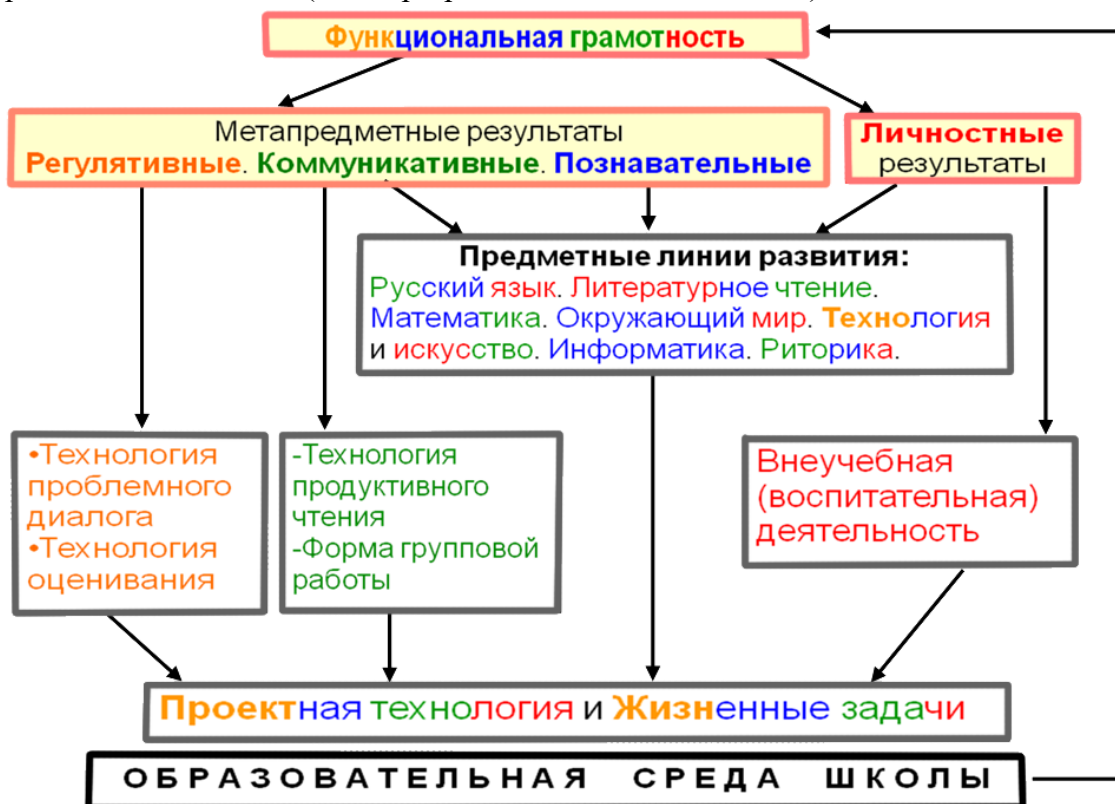 Функциональная грамотность
Метапредметные результаты
Регулятивные. Коммуникативные. Познавательные
Личностные
результаты
Предметные линии развития:
Русский язык. Литературное чтение.
Математика. Окружающий мир. Технология
и искусство. Информатика. Риторика.
•Технология
проблемного
диалога
•Технология
оценивания
-Технология
продуктивного
чтения
-Форма групповой
работы
Внеучебная
(воспитательная)
деятельность
Проектная технология и Жизненные задачи
ОБРАЗОВАТЕЛЬНАЯ СРЕДА ШКОЛЫ